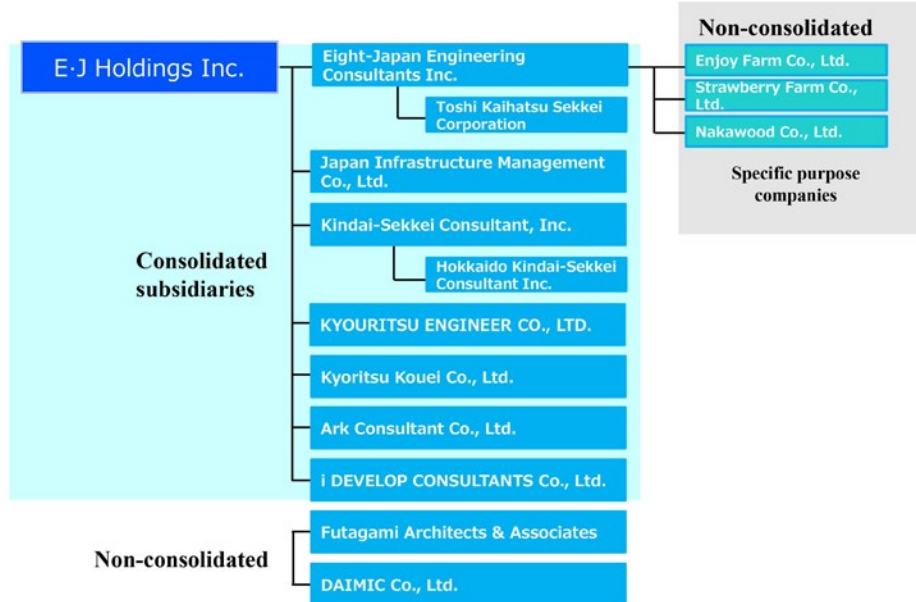 E·J Holdings Inc.
Eight-Japan Engineering
Consultants Inc.
Toshi Kaihatsu Sekkei
Corporation
Japan Infrastructure Management
Co., Ltd.
Kindai-Sekkei Consultant, Inc.
Hokkaido Kindai-Sekkei
Consultant Inc.
Consolidated
subsidiaries
KYOURITSU ENGINEER CO., LTD.
Kyoritsu Kouei Co., Ltd.
Ark Consultant Co., Ltd.
i DEVELOP CONSULTANTS Co., Ltd.
Non-consolidated
Futagami Architects & Associates
DAIMIC Co., Ltd.
Non-consolidated
Enjoy Farm Co., Ltd.
Strawberry Farm Co.,
Ltd.
Nakawood Co., Ltd.
Specific purpose
companies